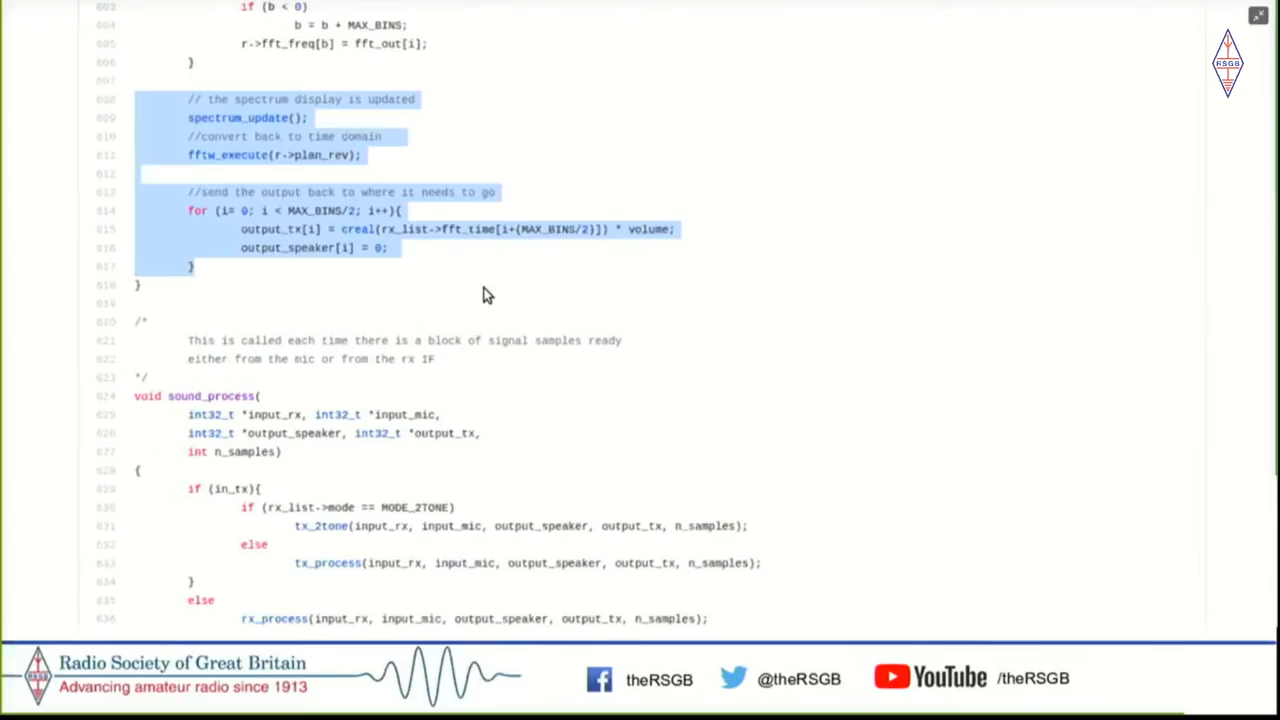 603 if (b < 0)
604 b = b + MAX_BINS;
605 r->fft_freq[b] = fft_out[i];
606 }
607
608 // the spectrum display is updated
609 spectrum_update();
610 //convert back to time domain
611 fftw_execute(r->plan_rev);
612
613 //send the output back to where it needs to go
614 for (i= 0; i < MAX_BINS/2; i++){
615 output_tx[i] = creal(rx_list->fft_time[i+(MAX_BINS/2)]) * volume;
616 output_speaker[i] = 0;
617 }
618 }
619
620 /*
621 This is called each time there is a block of signal samples ready
622 either from the mic or from the rx IF
623 */
624 void sound_process(
625 int32_t *input_rx, int32_t *input_mic,
626 int32_t *output_speaker, int32_t *output_tx,
627 int n_samples)
628 {
629 if (in_tx){
630 if (rx_list->mode == MODE_2TONE)
631 tx_2tone(input_rx, input_mic, output_speaker, output_tx, n_samples);
632 else
633 tx_process(input_rx, input_mic, output_speaker, output_tx, n_samples);
634 }
635 else
636 rx_process(input_rx, input_mic, output_speaker, output_tx, n_samples);
RSGB
RSGB
Radio Society of Great Britain
Advancing amateur radio since 1913
theRSGB
@theRSGB
YouTube /theRSGB